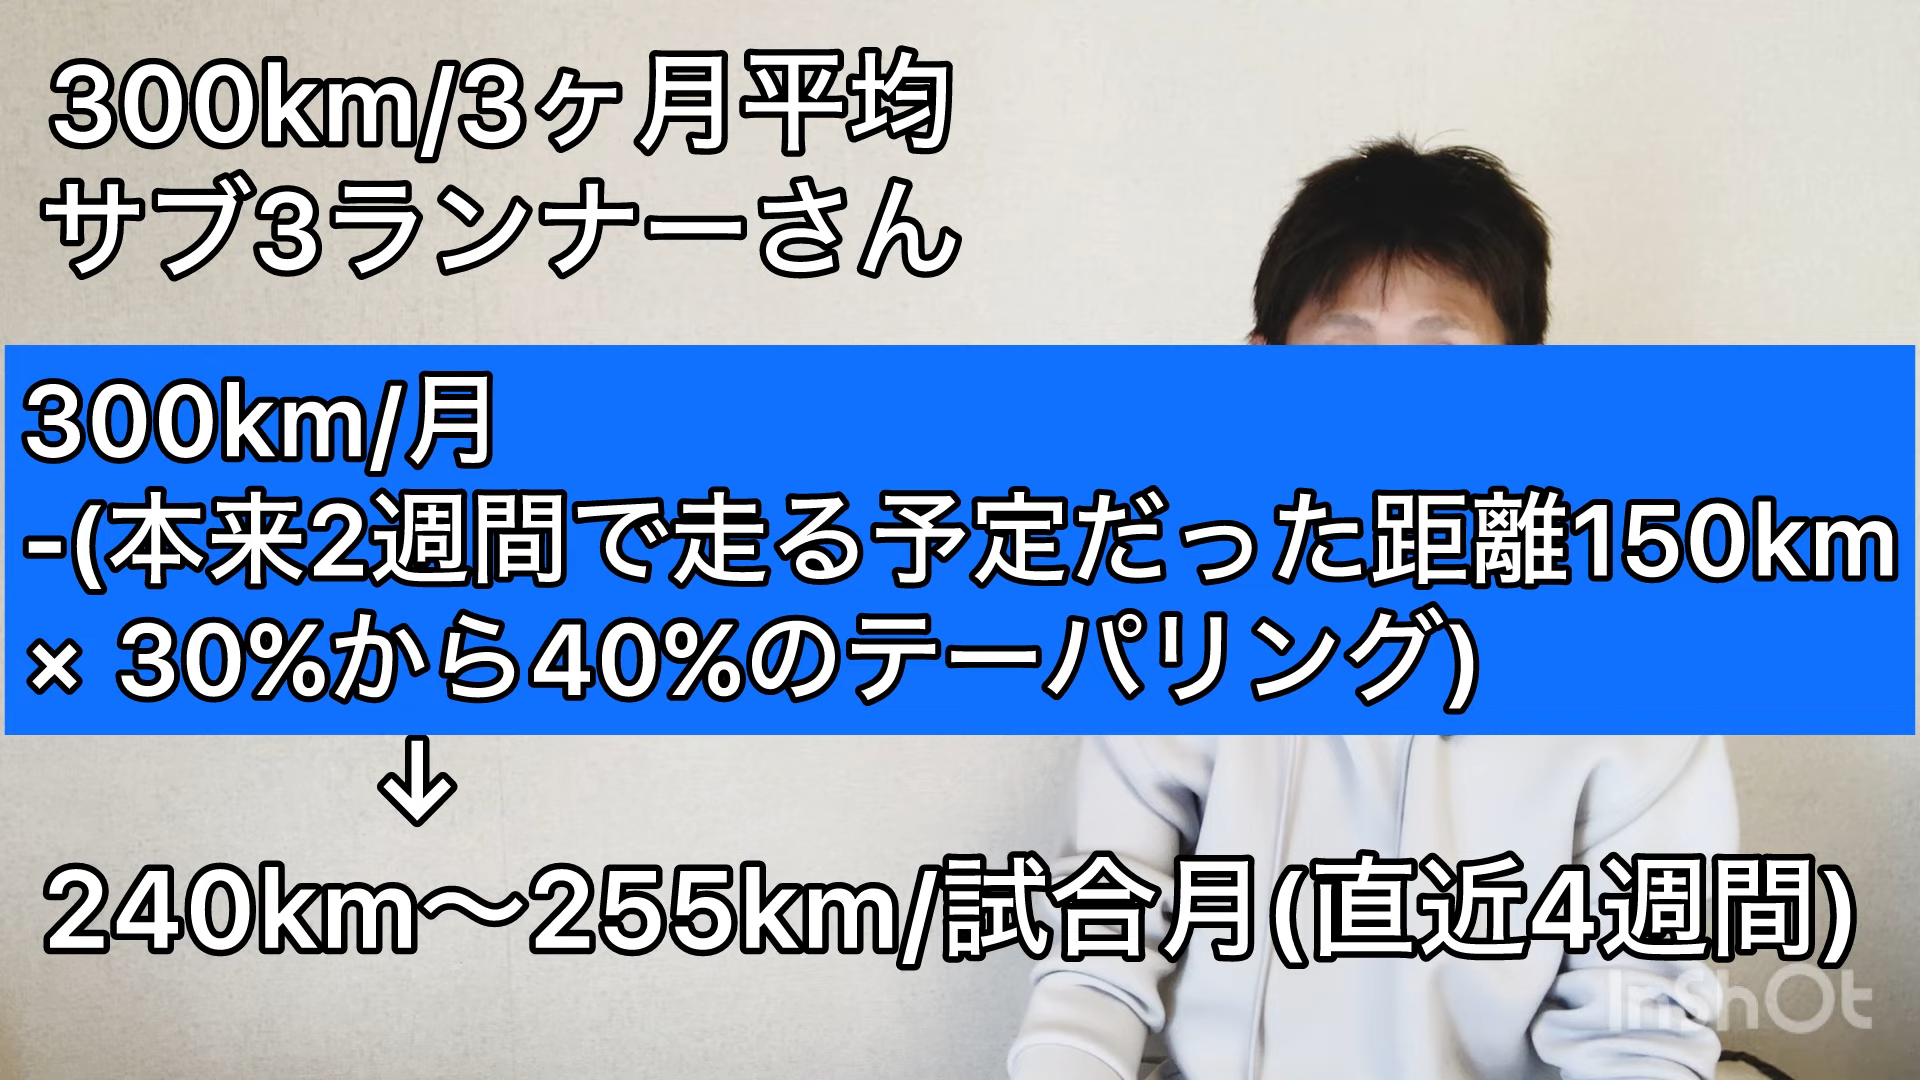 300km/3ヶ月平均
サブ3ランナーさん
300km/月
-(本来2週間で走る予定だった距離150km
× 30%から40%のテーパリング)
↓
240km〜255km/試合月(直近4週間)
InShOt